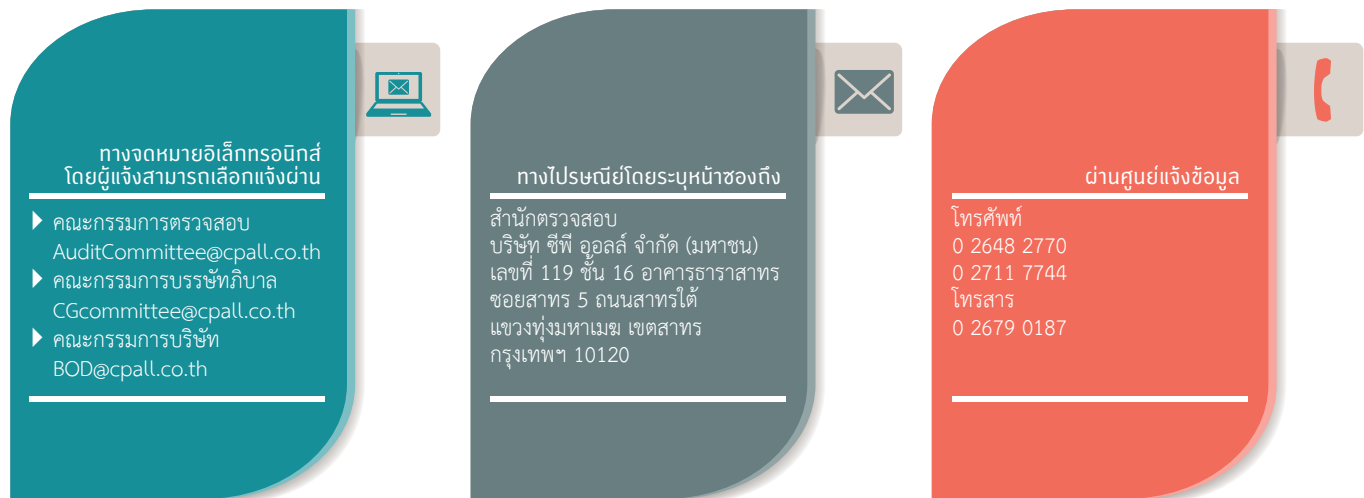 ทางจดหมายอิเล็กทรอนิกส์
โดยผู้แจ้งสามารถเลือกแจ้งผ่าน
คณะกรรมการตรวจสอบ
AuditCommittee@cpall.co.th
คณะกรรมการบรรษัทภิบาล
CGcommittee@cpall.co.th
คณะกรรมการบริษัท
BOD@cpall.co.th
ทางไปรษณีย์โดยระบุหน้าซองถึง
สำนักตรวจสอบ
บริษัท ซีพี ออลล์ จำกัด (มหาชน)
เลขที่ 119 ชั้น 16 อาคารธาราสาทร
ซอยสาทร 5 ถนนสาทรใต้
แขวงทุ่งมหาเมฆ เขตสาทร
กรุงเทพฯ 10120
ผ่านศูนย์แจ้งข้อมูล
โทรศัพท์
0 2648 2770
0 2711 7744
โทรสาร
0 2679 0187